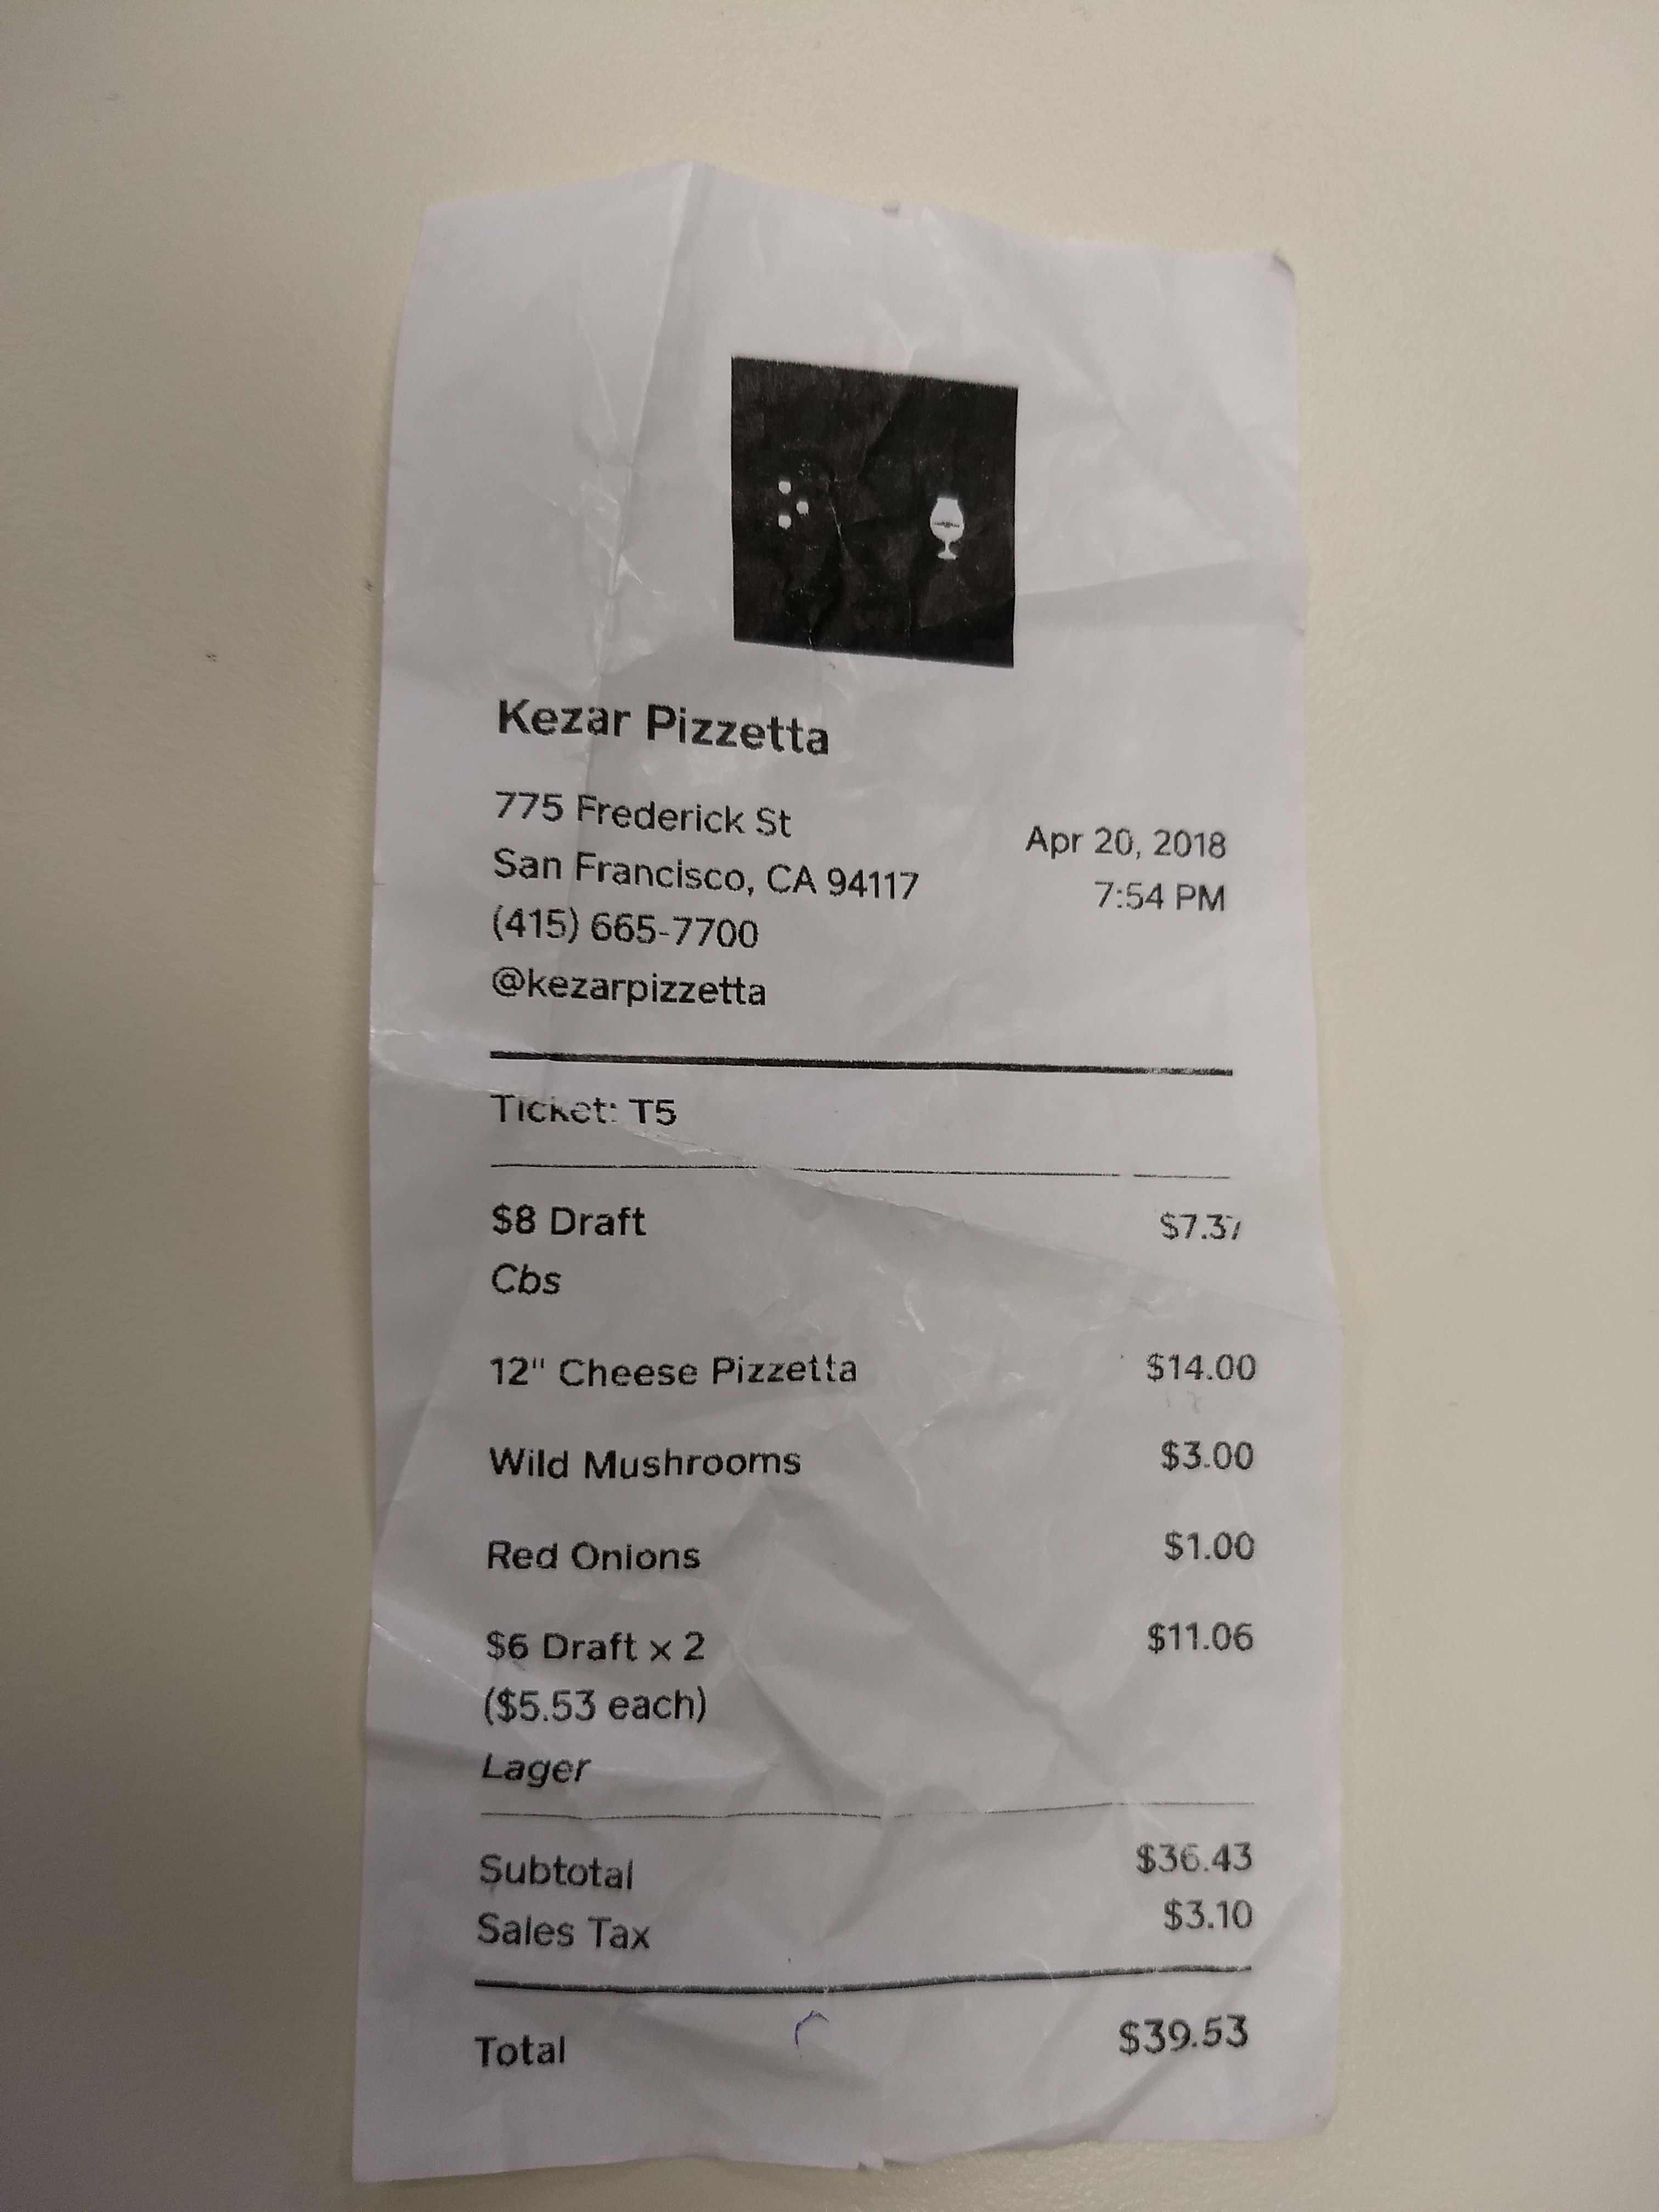 Kezar Pizzetta
775 Frederick St
San Francisco, CA 94117
(415) 665-7700
@kezarpizzetta
Apr 20, 2018
7:54 PM
Ticket: T5
$8 Draft $7.37
Cbs
12" Cheese Pizzetta $14.00
Wild Mushrooms $3.00
Red Onions $1.00
$6 Draft x 2 $11.06
($5.53 each)
Lager
Subtotal $36.43
Sales Tax $3.10
Total $39.53